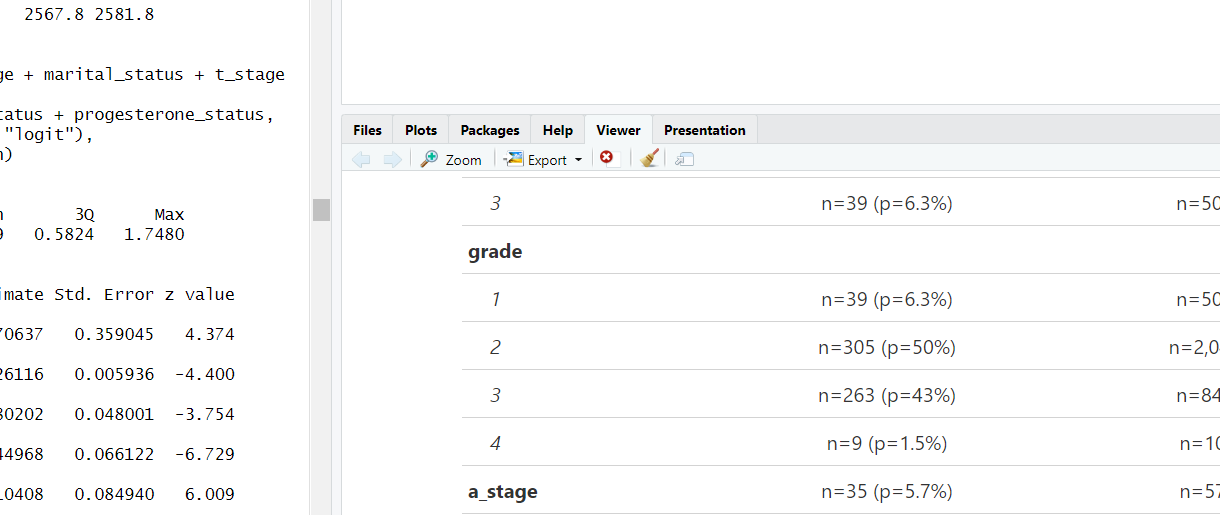 2567.8 2581.8
ge + marital_status + t_stage
tatus + progesterone_status,
"logit"),
)
3Q Max
9 0.5824 1.7480
imate Std. Error z value
70637 0.359045 4.374
26116 0.005936 -4.400
80202 0.048001 -3.754
44968 0.066122 -6.729
10408 0.084940 6.009
Files Plots Packages Help Viewer Presentation
Zoom Export
3 n=39 (p=6.3%) n=50
grade
1 n=39 (p=6.3%) n=50
2 n=305 (p=50%) n=2,0
3 n=263 (p=43%) n=84
4 n=9 (p=1.5%) n=10
a_stage n=35 (p=5.7%) n=57